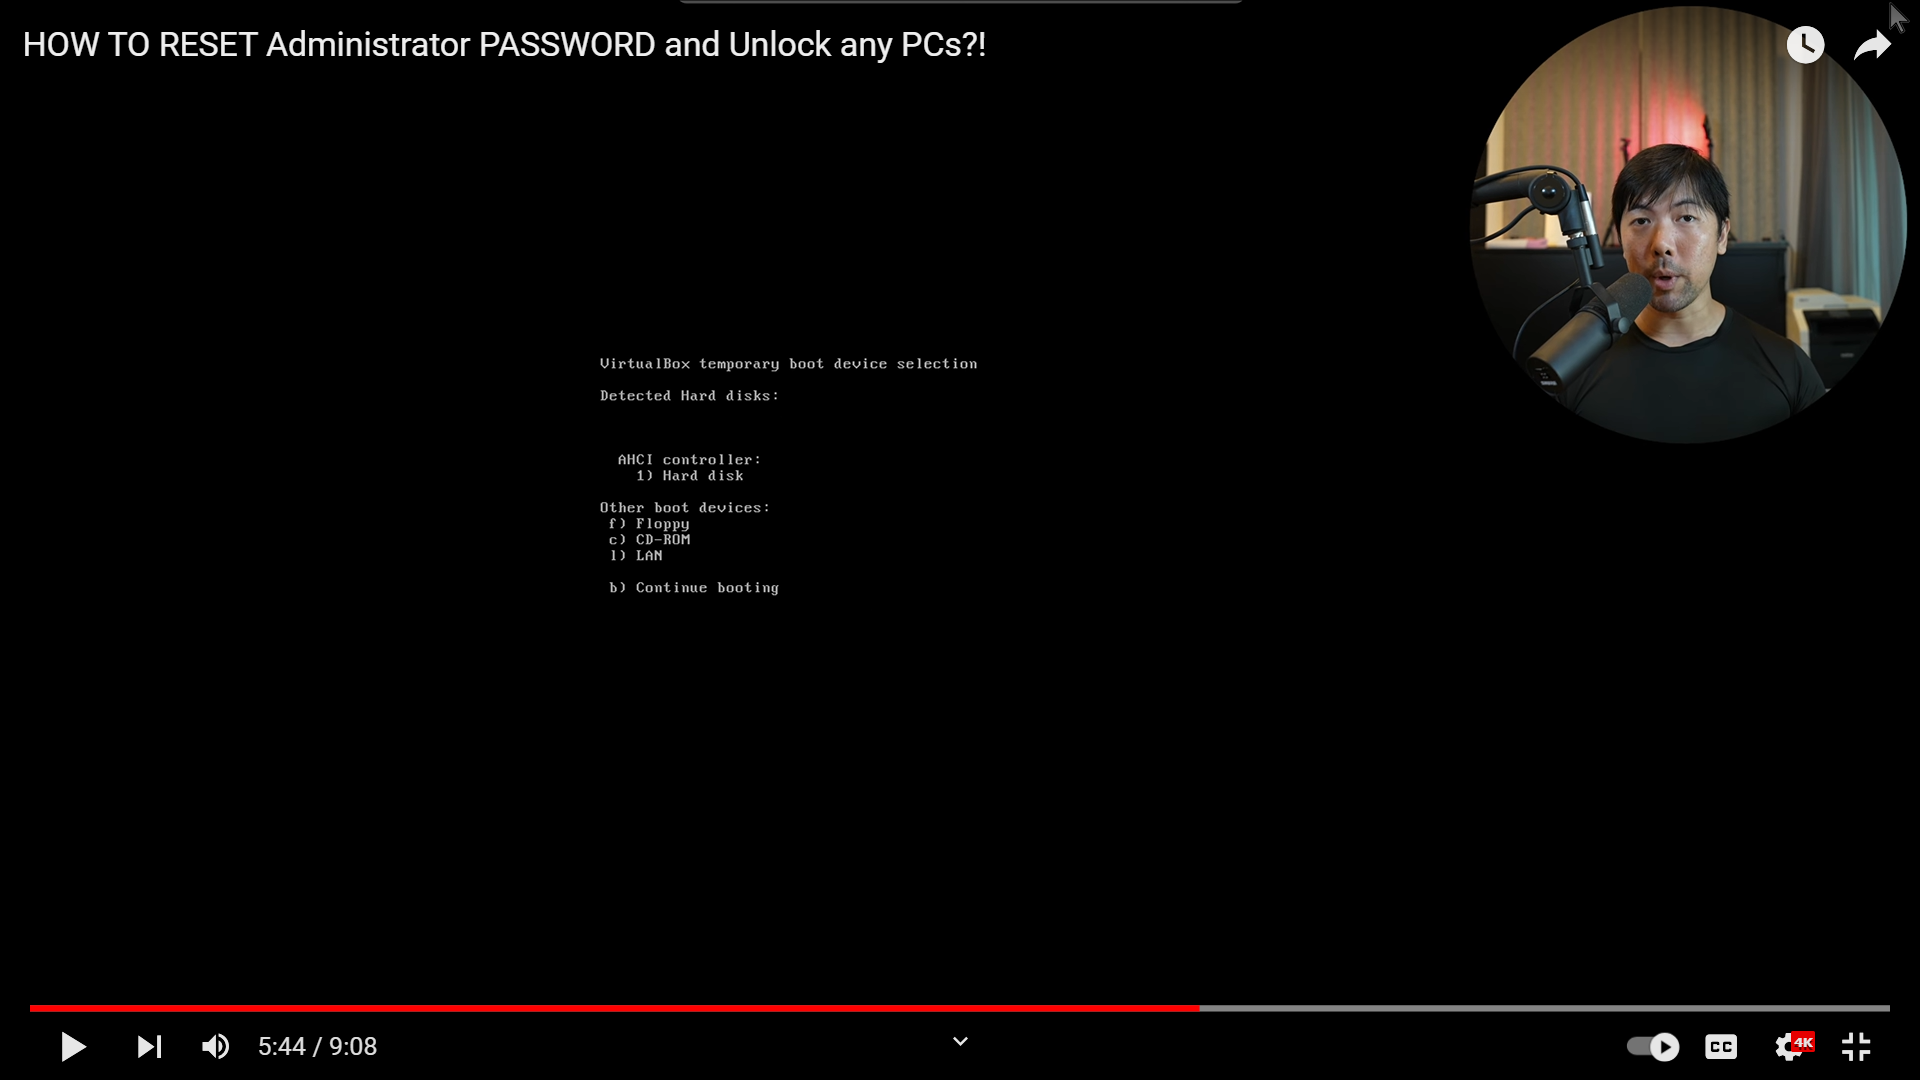 HOW TO RESET Administrator PASSWORD and Unlock any PCs?!
VirtualBox temporary boot device selection
Detected Hard disks:
AHCI controller:
1) Hard disk
Other boot devices:
f) Floppy
c) CD-ROM
l) LAN
b) Continue booting
5:44 / 9:08
CC
4K